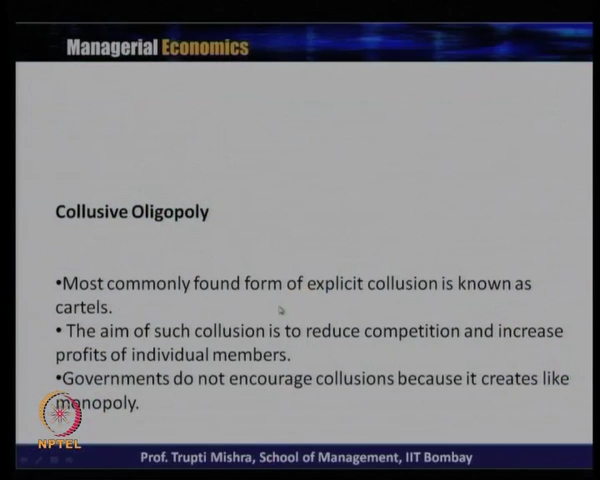 Managerial Economics
Collusive Oligopoly
•Most commonly found form of explicit collusion is known as
cartels.
• The aim of such collusion is to reduce competition and increase
profits of individual members.
•Governments do not encourage collusions because it creates like
monopoly.
NPTEL
Prof. Trupti Mishra, School of Management, IIT Bombay